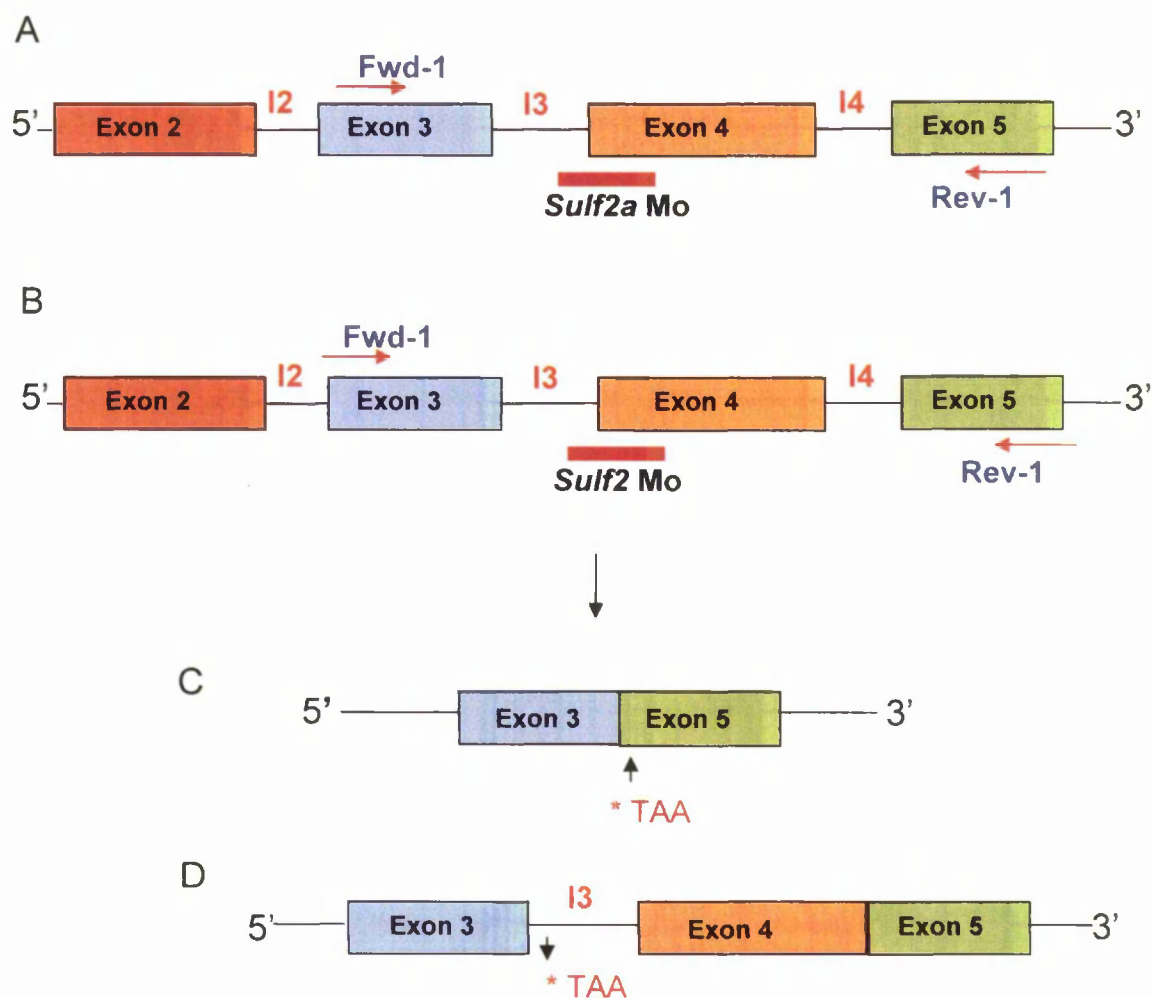 A
Fwd-1
I2 I3 I4
5' Exon 2 Exon 3 Exon 4 Exon 5 3'
Sulf2a Mo Rev-1
B
Fwd-1
I2 I3 I4
5' Exon 2 Exon 3 Exon 4 Exon 5 3'
Sulf2 Mo Rev-1
C
5' Exon 3 Exon 5 3'
* TAA
D
I3
5' Exon 3 Exon 4 Exon 5 3'
* TAA